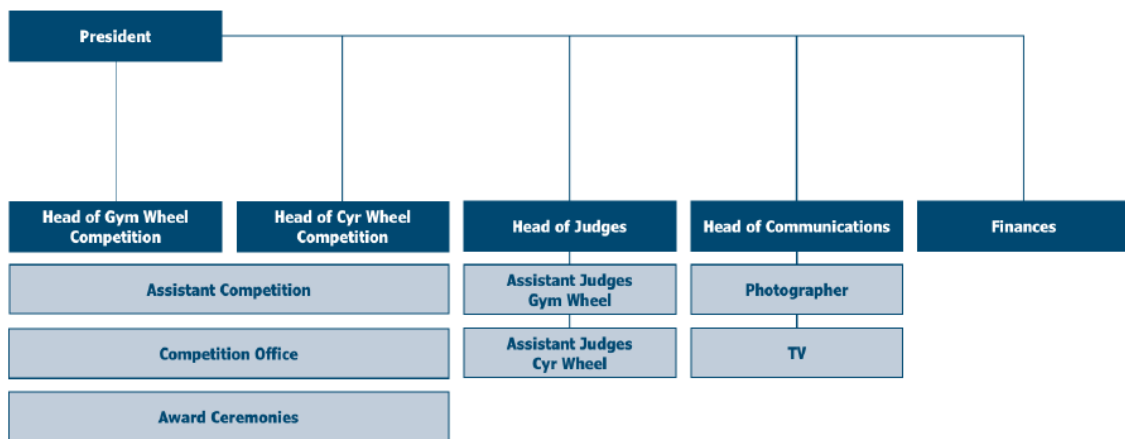 President
Head of Gym Wheel
Competition
Head of Cyr Wheel
Competition
Head of Judges
Head of Communications
Finances
Assistant Competition
Assistant Judges
Gym Wheel
Photographer
Competition Office
Assistant Judges
Cyr Wheel
TV
Award Ceremonies